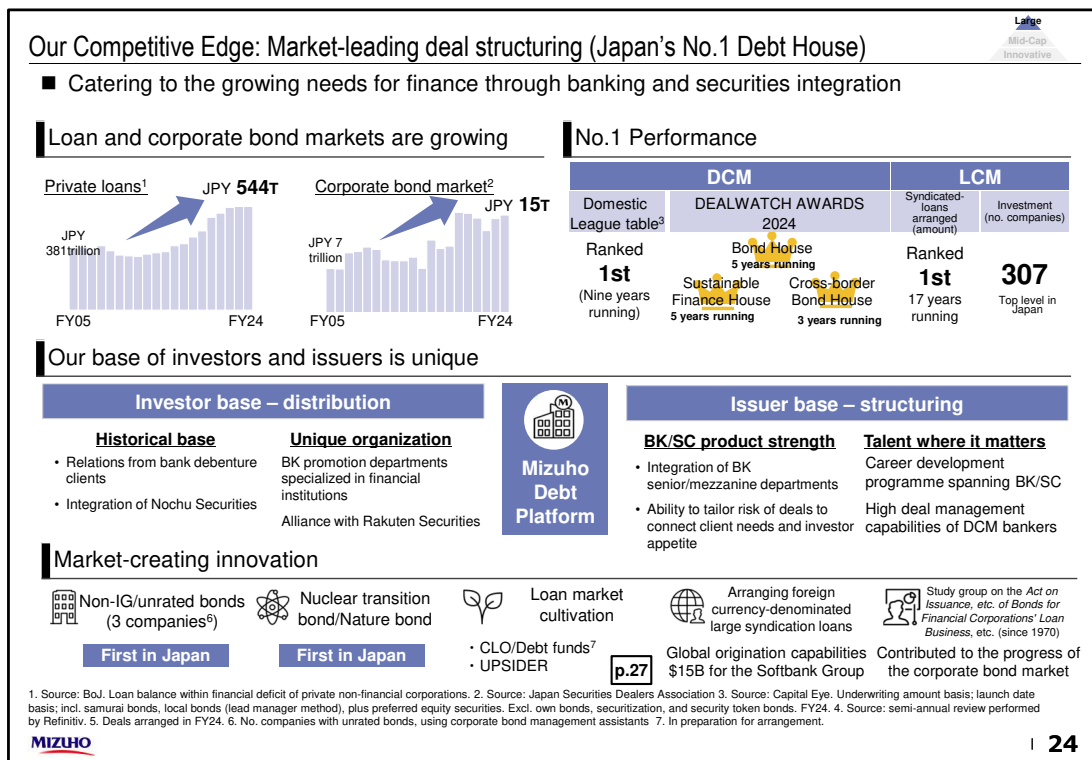 Large
Mid-Cap
Innovative
Our Competitive Edge: Market-leading deal structuring (Japan's No.1 Debt House)
■ Catering to the growing needs for finance through banking and securities integration
Loan and corporate bond markets are growing
Private loans1
JPY 544T
JPY
381trillion
FY05
FY24
Corporate bond market2
JPY 15T
JPY 7
trillion
FY05
FY24
No.1 Performance
DCM
LCM
Domestic
League table3
DEALWATCH AWARDS
2024
Syndicated-
loans
arranged
(amount)
Investment
(no. companies)
Ranked
1st
(Nine years
running)
Bond House
5 years running
Sustainable
Finance House
5 years running
Cross-border
Bond House
3 years running
Ranked
1st
17 years
running
307
Top level in
Japan
Our base of investors and issuers is unique
Investor base – distribution
Historical base
• Relations from bank debenture
clients
• Integration of Nochu Securities
Unique organization
BK promotion departments
specialized in financial
institutions
Alliance with Rakuten Securities
M
Mizuho
Debt
Platform
Issuer base – structuring
BK/SC product strength
• Integration of BK
senior/mezzanine departments
• Ability to tailor risk of deals to
connect client needs and investor
appetite
Talent where it matters
Career development
programme spanning BK/SC
High deal management
capabilities of DCM bankers
Market-creating innovation
Non-IG/unrated bonds
(3 companies6)
First in Japan
Nuclear transition
bond/Nature bond
First in Japan
Loan market
cultivation
・CLO/Debt funds7
・UPSIDER
p.27
Arranging foreign
currency-denominated
large syndication loans
Global origination capabilities
$15B for the Softbank Group
Study group on the Act on
Issuance, etc. of Bonds for
Financial Corporations' Loan
Business, etc. (since 1970)
Contributed to the progress of
the corporate bond market
1. Source: BoJ. Loan balance within financial deficit of private non-financial corporations. 2. Source: Japan Securities Dealers Association 3. Source: Capital Eye. Underwriting amount basis; launch date
basis; incl. samurai bonds, local bonds (lead manager method), plus preferred equity securities. Excl. own bonds, securitization, and security token bonds. FY24. 4. Source: semi-annual review performed
by Refinitiv. 5. Deals arranged in FY24. 6. No. companies with unrated bonds, using corporate bond management assistants 7. In preparation for arrangement.
MIZUHO
24